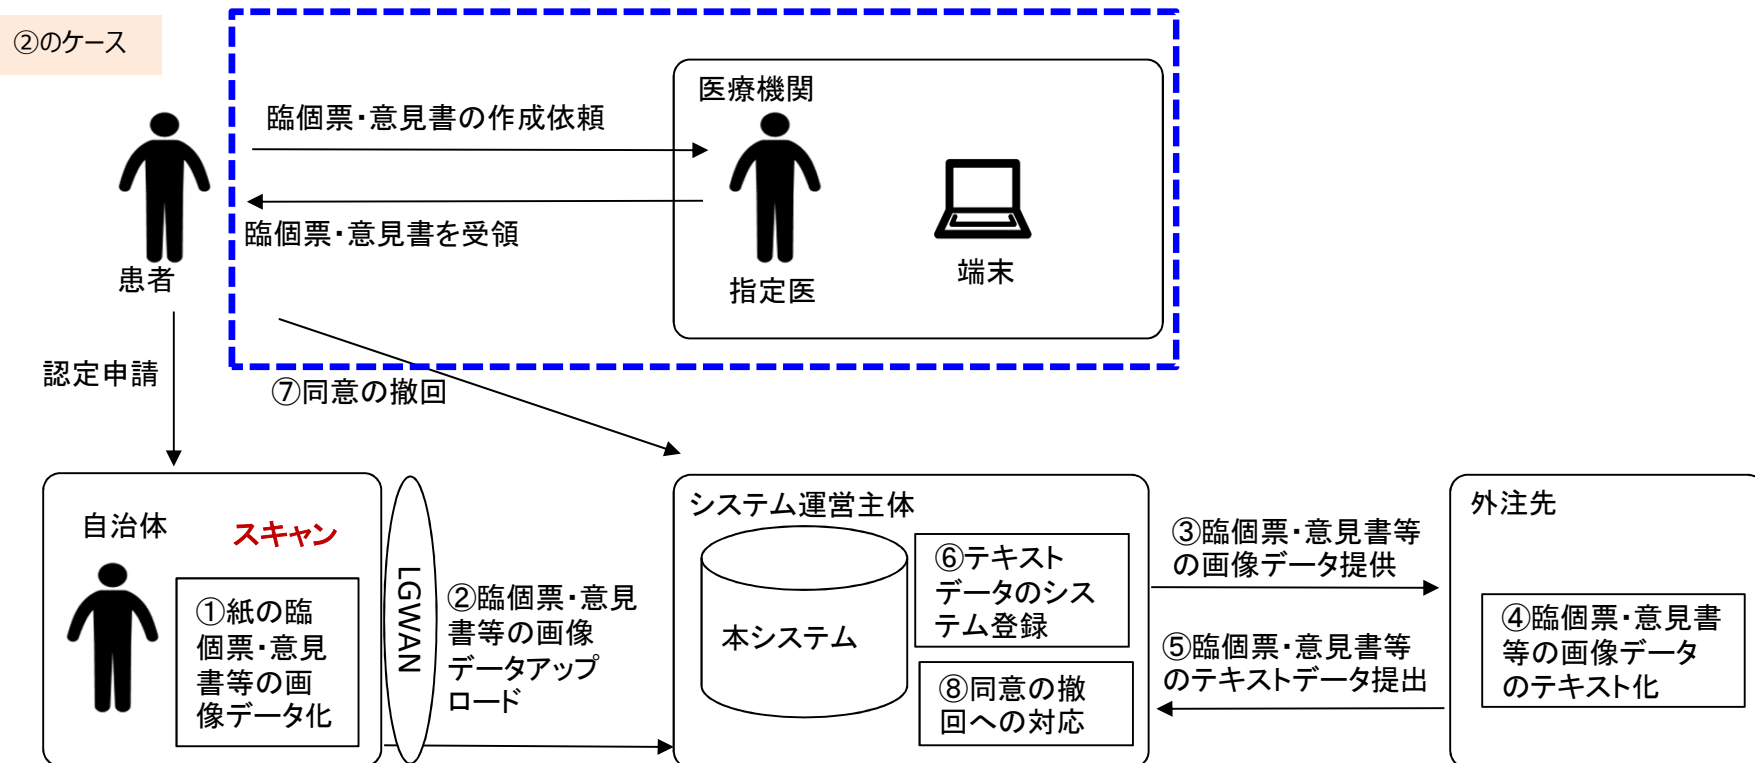 ②のケース
医療機関
臨個票・意見書の作成依頼
臨個票・意見書を受領
患者
指定医
端末
認定申請
⑦同意の撤回
自治体
スキャン
①紙の臨
個票・意見
書等の画
像データ化
LGWAN
②臨個票・意見
書等の画像
データアップ
ロード
システム運営主体
本システム
⑥テキスト
データのシス
テム登録
⑧同意の撤
回への対応
③臨個票・意見書等
の画像データ提供
⑤臨個票・意見書等
のテキストデータ提出
外注先
④臨個票・意見書
等の画像データ
のテキスト化